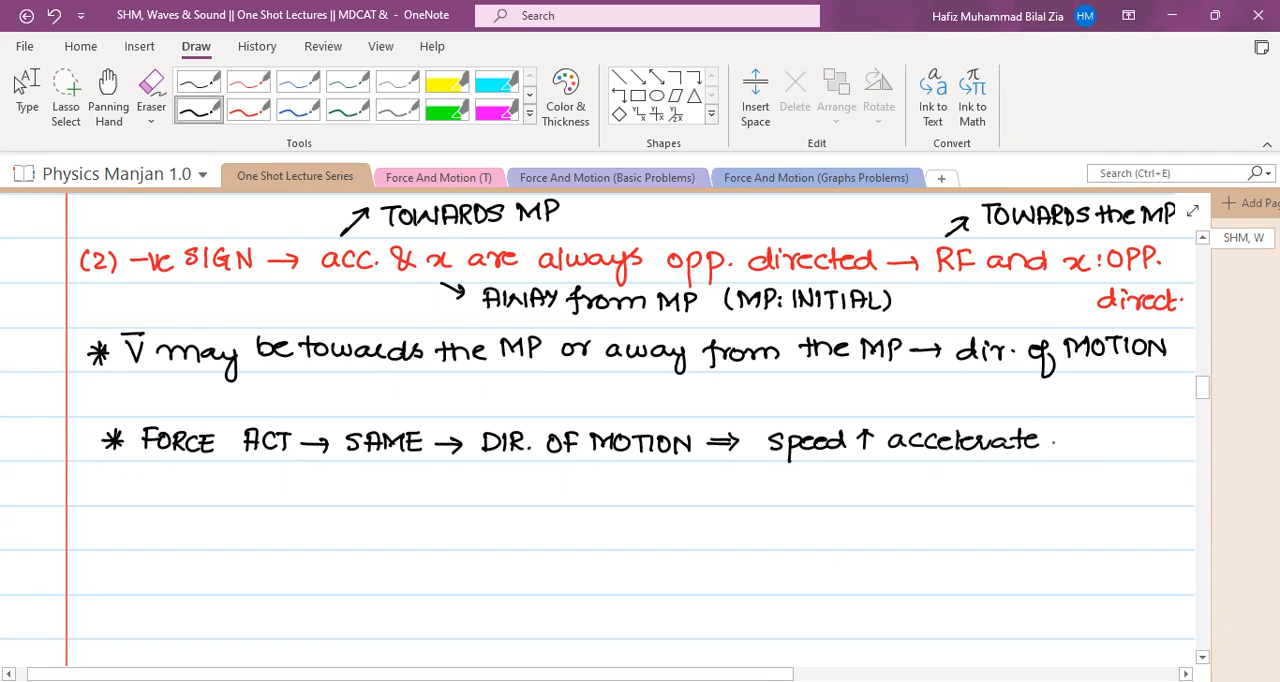 SHM, Waves & Sound || One Shot Lectures || MDCAT & - OneNote
Search
Hafiz Muhammad Bilal Zia HM
File Home Insert Draw History Review View Help
Type Lasso Select Panning Hand Eraser Color & Thickness Insert Space Delete Arrange Rotate Ink to Text Ink to Math
Tools Shapes Edit Convert
Physics Manjan 1.0 One Shot Lecture Series Force And Motion (T) Force And Motion (Basic Problems) Force And Motion (Graphs Problems) + Search (Ctrl+E)
+ Add Pag
SHM, W
TOWARDS MP TOWARDS the MP
(2) -ve SIGN → acc. & x are always opp. directed → RF and x : OPP.
AWAY from MP (MP: INITIAL) direct.
* V̅ may be towards the MP or away from the MP → dir. of MOTION
* FORCE ACT → SAME → DIR. OF MOTION ⇒ speed ↑ accelerate .